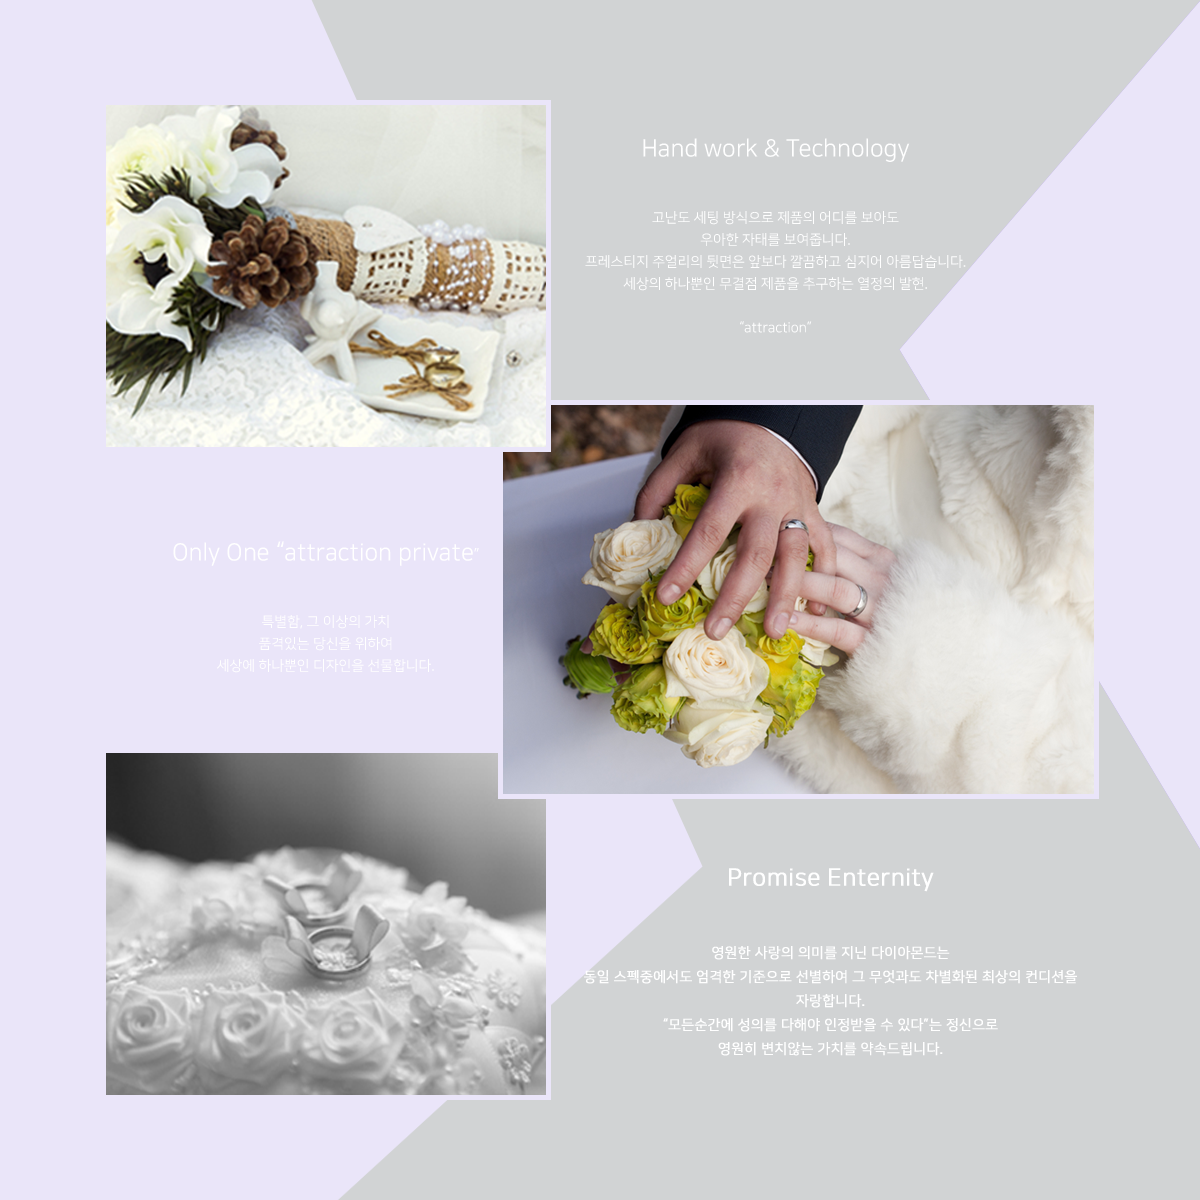 Hand work & Technology
고난도 세팅 방식으로 제품의 어디를 보아도
우아한 자태를 보여줍니다.
프레스티지 주얼리의 뒷면은 앞보다 깔끔하고 심지어 아름답습니다.
세상의 하나뿐인 무결점 제품을 추구하는 열정의 발현.
“attraction”
Only One “attraction private”
특별함, 그 이상의 가치
품격있는 당신을 위하여
세상에 하나뿐인 디자인을 선물합니다.
Promise Enternity
영원한 사랑의 의미를 지닌 다이아몬드는
동일 스펙중에서도 엄격한 기준으로 선별하여 그 무엇과도 차별화된 최상의 컨디션을
자랑합니다.
“모든순간에 성의를 다해야 인정받을 수 있다”는 정신으로
영원히 변치않는 가치를 약속드립니다.